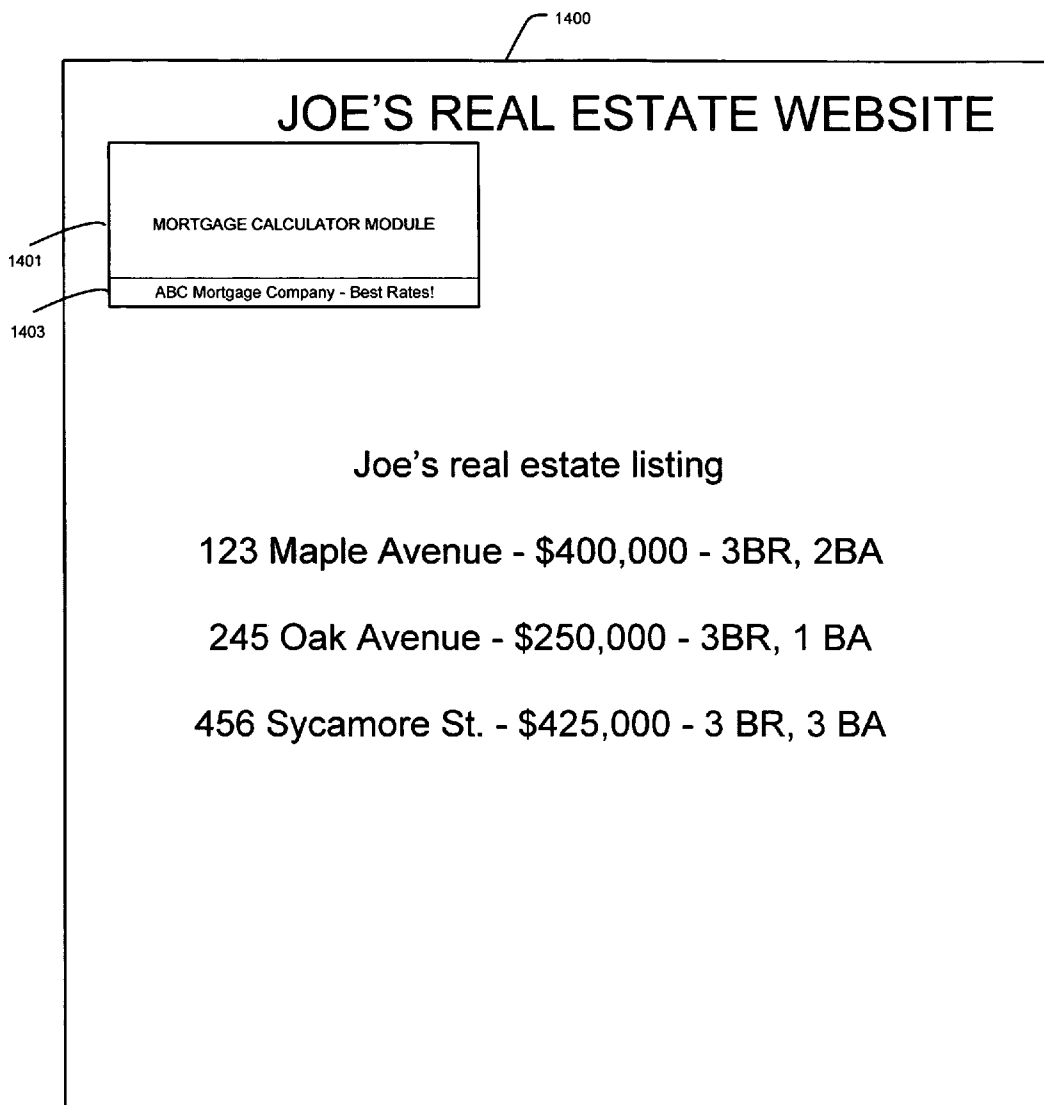 1400
JOE'S REAL ESTATE WEBSITE
MORTGAGE CALCULATOR MODULE
1401
ABC Mortgage Company - Best Rates!
1403
Joe's real estate listing
123 Maple Avenue - $400,000 - 3BR, 2BA
245 Oak Avenue - $250,000 - 3BR, 1 BA
456 Sycamore St. - $425,000 - 3 BR, 3 BA